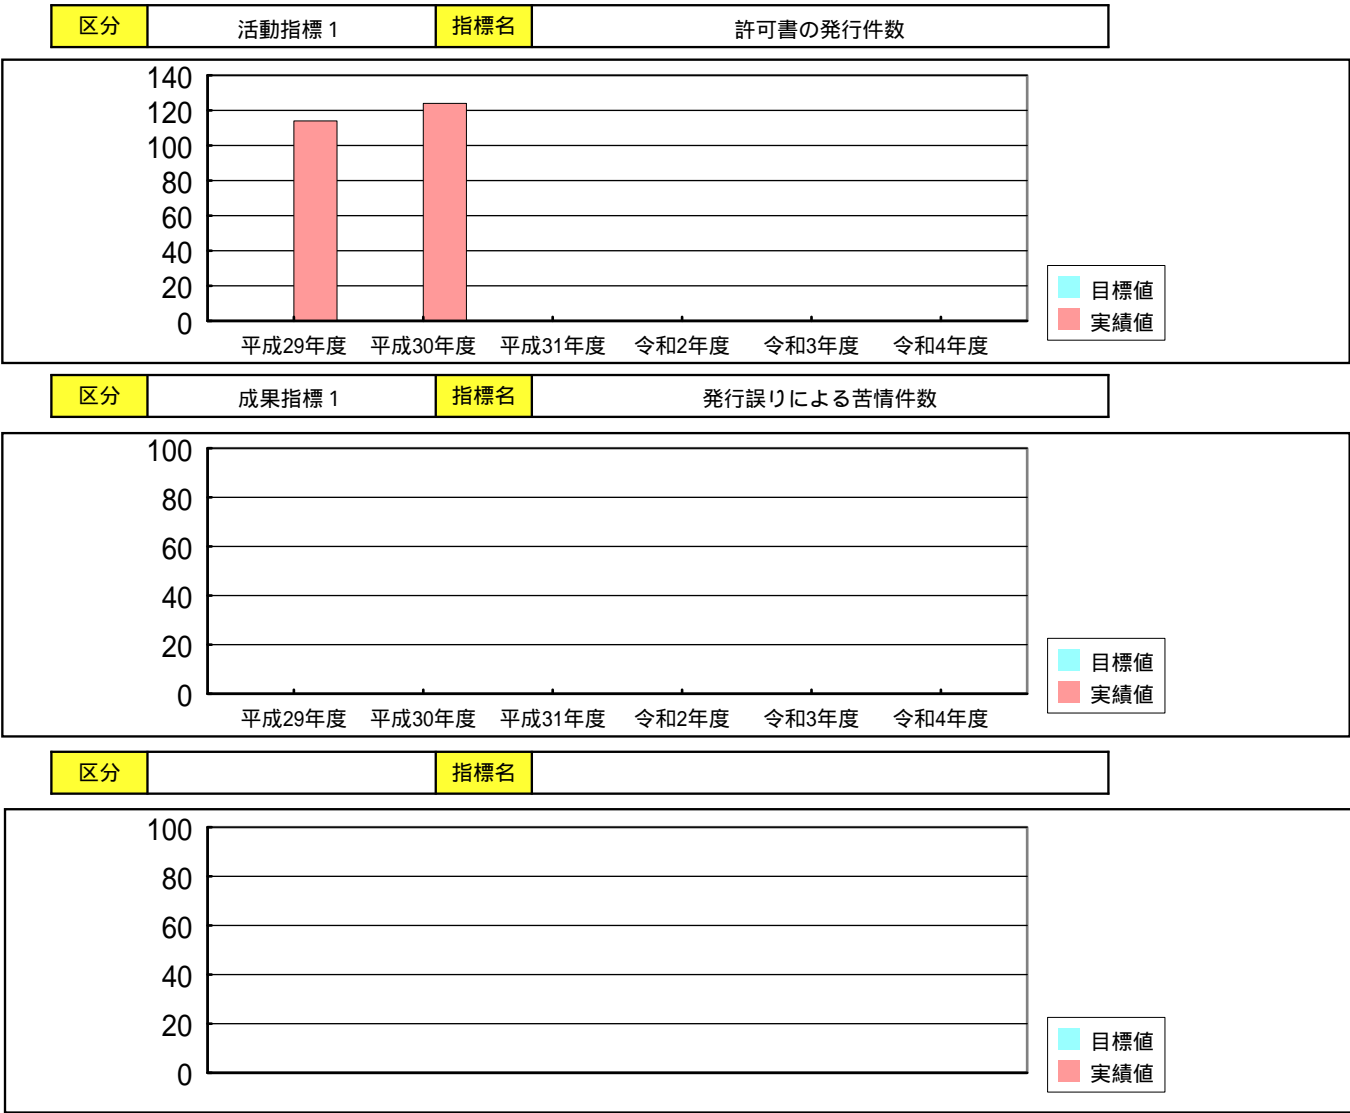 区分 活動指標1 指標名 許可書の発行件数
140
120
100
80
60
40
20
0
平成29年度 平成30年度 平成31年度 令和2年度 令和3年度 令和4年度
目標値
実績値
区分 成果指標1 指標名 発行誤りによる苦情件数
100
80
60
40
20
0
平成29年度 平成30年度 平成31年度 令和2年度 令和3年度 令和4年度
目標値
実績値
区分 指標名
100
80
60
40
20
0
目標値
実績値